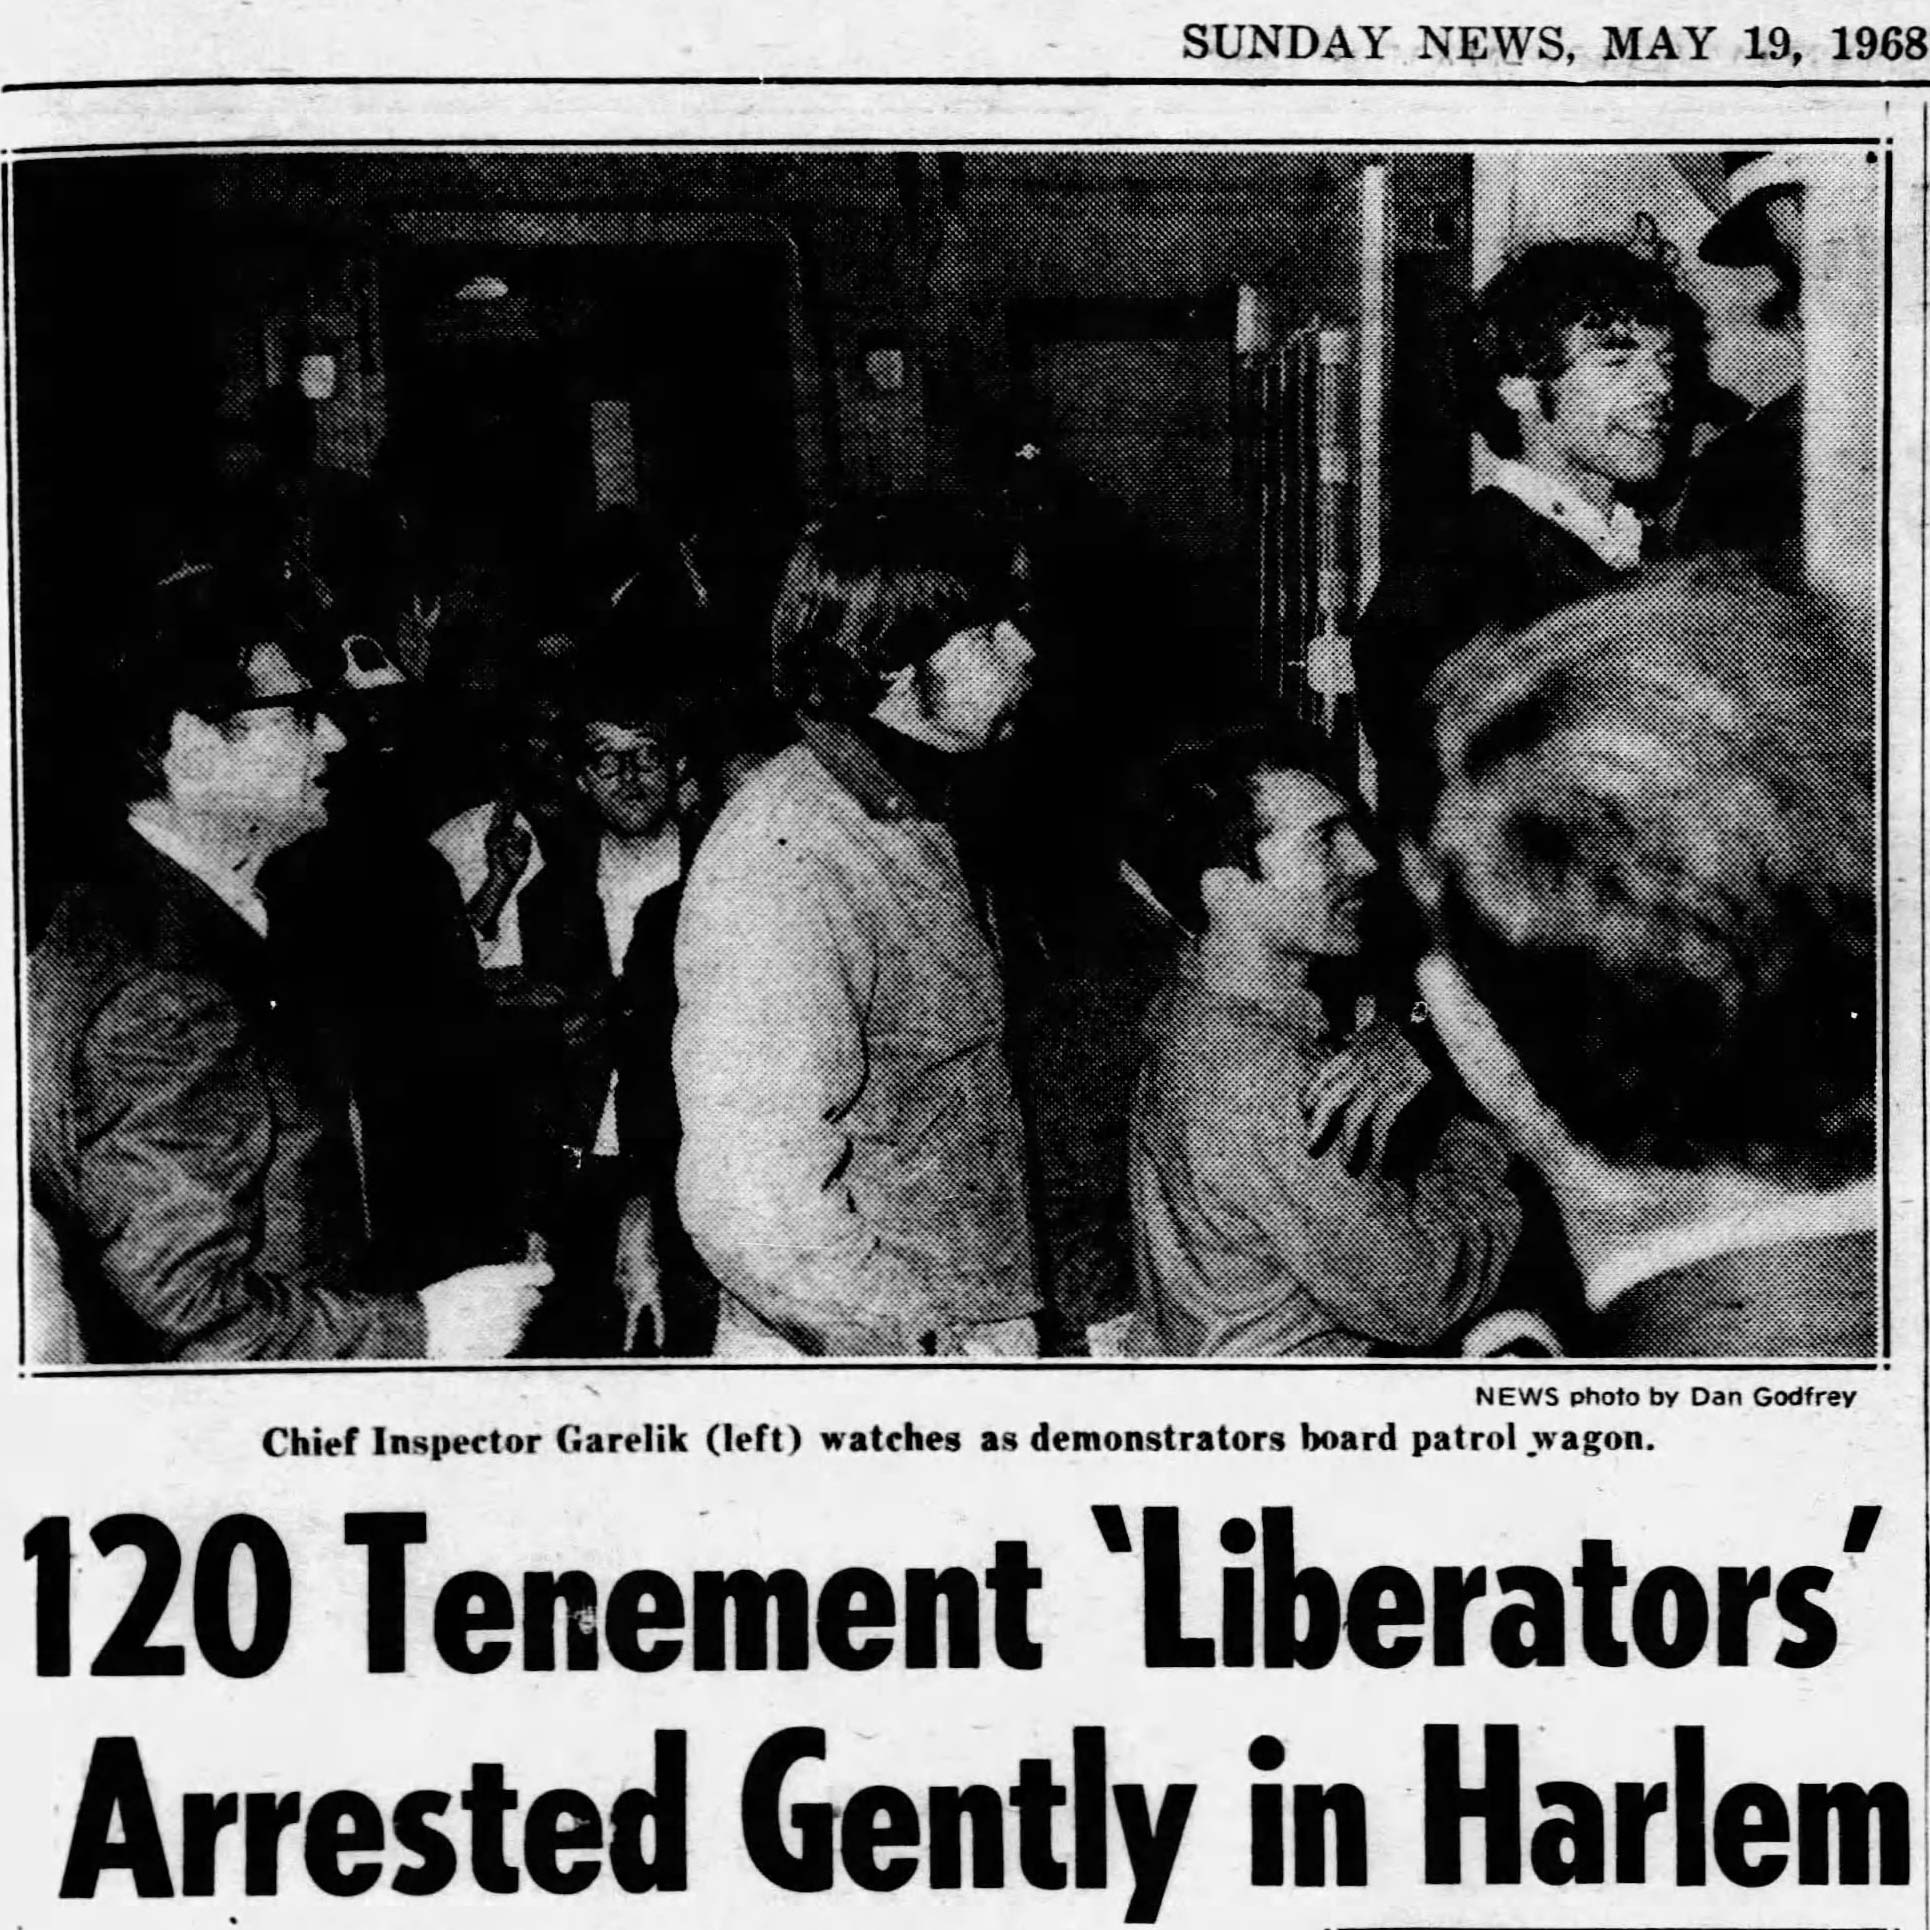 SUNDAY NEWS, MAY 19, 1968
NEWS photo by Dan Godfrey
Chief Inspector Garelik (left) watches as demonstrators board patrol wagon.
120 Tenement 'Liberators'
Arrested Gently in Harlem